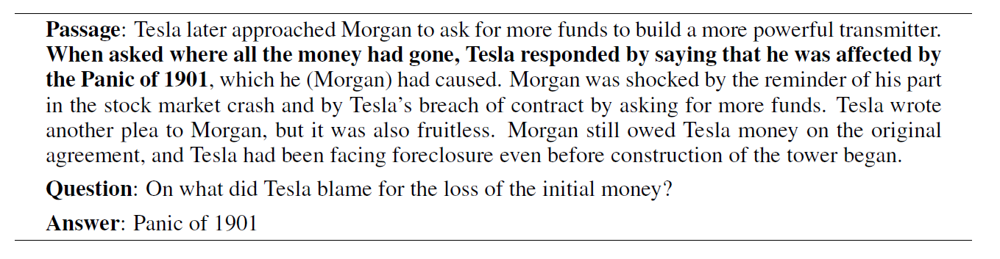 Passage: Tesla later approached Morgan to ask for more funds to build a more powerful transmitter.
When asked where all the money had gone, Tesla responded by saying that he was affected by
the Panic of 1901, which he (Morgan) had caused. Morgan was shocked by the reminder of his part
in the stock market crash and by Tesla’s breach of contract by asking for more funds. Tesla wrote
another plea to Morgan, but it was also fruitless. Morgan still owed Tesla money on the original
agreement, and Tesla had been facing foreclosure even before construction of the tower began.
Question: On what did Tesla blame for the loss of the initial money?
Answer: Panic of 1901